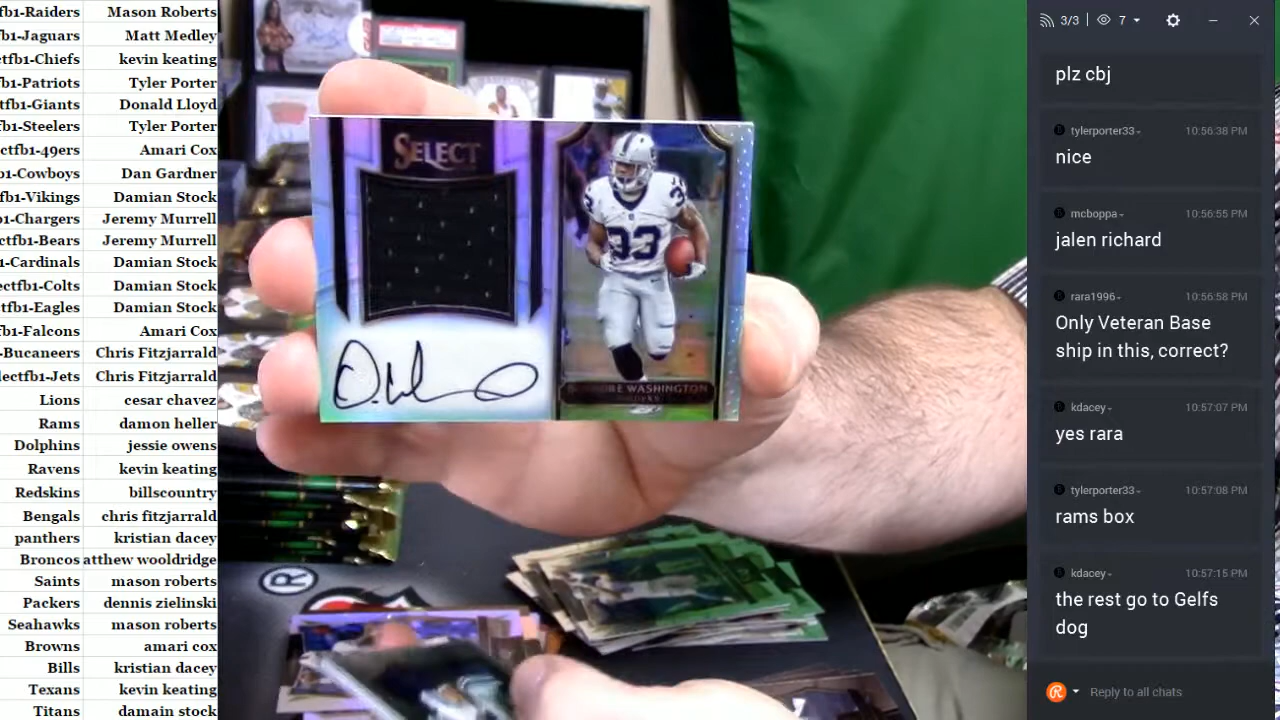 fb1-Raiders Mason Roberts
fb1-Jaguars Matt Medley
ctfb1-Chiefs kevin keating
fb1-Patriots Tyler Porter
tfb1-Giants Donald Lloyd
fb1-Steelers Tyler Porter
ctfb1-49ers Amari Cox
b1-Cowboys Dan Gardner
fb1-Vikings Damian Stock
b1-Chargers Jeremy Murrell
ctfb1-Bears Jeremy Murrell
1-Cardinals Damian Stock
ectfb1-Colts Damian Stock
tfb1-Eagles Damian Stock
fb1-Falcons Amari Cox
-Bucaneers Chris Fitzjarrald
lectfb1-Jets Chris Fitzjarrald
Lions cesar chavez
Rams damon heller
Dolphins jessie owens
Ravens kevin keating
Redskins billscountry
Bengals chris fitzjarrald
panthers kristian dacey
Broncos atthew wooldridge
Saints mason roberts
Packers dennis zielinski
Seahawks mason roberts
Browns amari cox
Bills kristian dacey
Texans kevin keating
Titans damain stock
SELECT
33
WASHINGTON
RAIDERS
®
3/3 7
plz cbj
tylerporter33 10:56:38 PM
nice
mcboppa 10:56:55 PM
jalen richard
rara1996 10:56:58 PM
Only Veteran Base
ship in this, correct?
kdacey 10:57:07 PM
yes rara
tylerporter33 10:57:08 PM
rams box
kdacey 10:57:15 PM
the rest go to Gelfs
dog
Reply to all chats